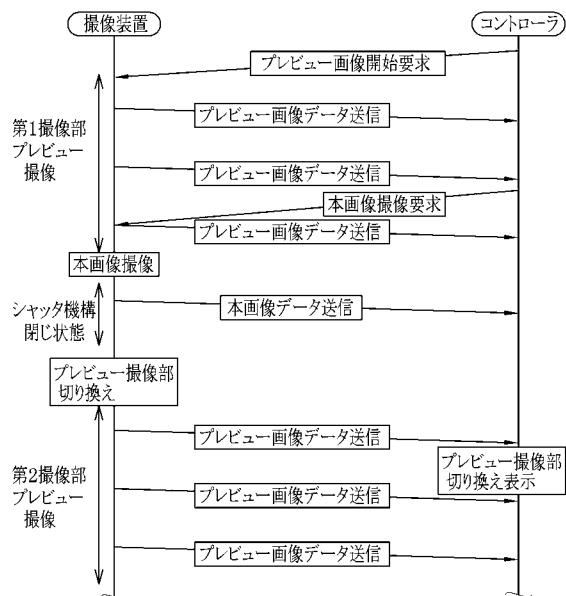 撮像装置
コントローラ
プレビュー画像開始要求
第1撮像部
プレビュー
撮像
プレビュー画像データ送信
プレビュー画像データ送信
本画像撮像要求
プレビュー画像データ送信
本画像撮像
シャッタ機構
閉じ状態
本画像データ送信
プレビュー撮像部
切り換え
プレビュー画像データ送信
第2撮像部
プレビュー
撮像
プレビュー撮像部
切り換え表示
プレビュー画像データ送信
プレビュー画像データ送信